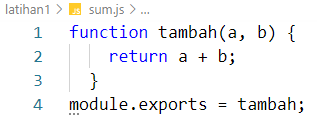 latihan1 > sum.js > ...
1 function tambah(a, b) {
2 return a + b;
3 }
4 module.exports = tambah;